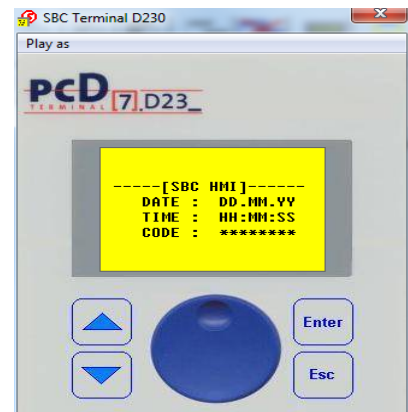 SBC Terminal D230
Play as
PCD [7].D23_
TERMINAL
-----[SBC HMI]------
DATE : DD.MM.YY
TIME : HH:MM:SS
CODE : ********
Enter
Esc